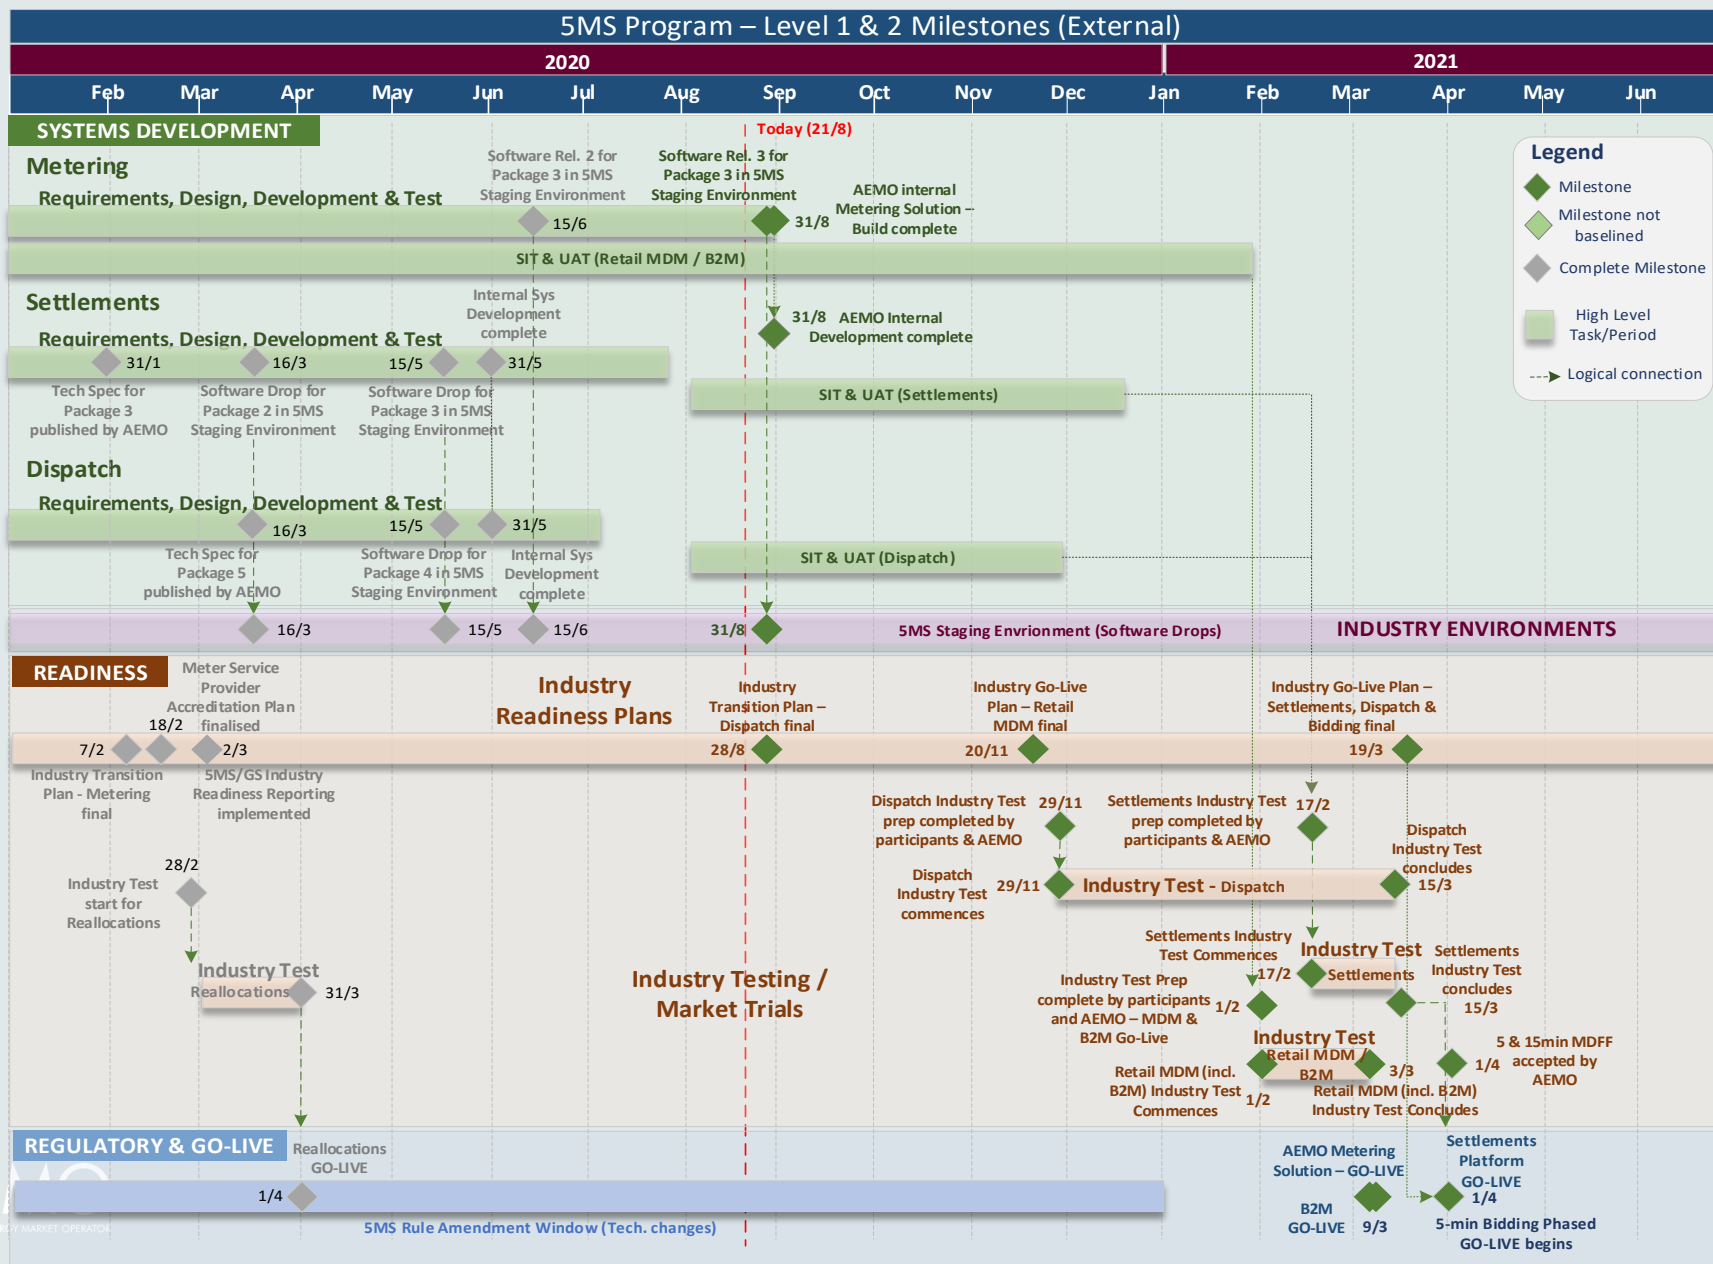 5MS Program – Level 1 & 2 Milestones (External)
2020
2021
Feb
Mar
Apr
May
Jun
Jul
Aug
Sep
Oct
Nov
Dec
Jan
Feb
Mar
Apr
May
Jun
SYSTEMS DEVELOPMENT
Today (21/8)
Legend
Milestone
Milestone not
baselined
Complete Milestone
High Level
Task/Period
Logical connection
Metering
Requirements, Design, Development & Test
Software Rel. 2 for
Package 3 in 5MS
Staging Environment
15/6
Software Rel. 3 for
Package 3 in 5MS
Staging Environment
31/8
AEMO internal
Metering Solution –
Build complete
SIT & UAT (Retail MDM / B2M)
Settlements
Requirements, Design, Development & Test
Internal Sys
Development
complete
31/1
16/3
15/5
31/5
31/8
AEMO Internal
Development complete
Tech Spec for
Package 3
published by AEMO
Software Drop for
Package 2 in 5MS
Staging Environment
Software Drop for
Package 3 in 5MS
Staging Environment
SIT & UAT (Settlements)
Dispatch
Requirements, Design, Development & Test
16/3
15/5
31/5
Tech Spec for
Package 5
published by AEMO
Software Drop for
Package 4 in 5MS
Staging Environment
Internal Sys
Development
complete
SIT & UAT (Dispatch)
16/3
15/5
15/6
31/8
5MS Staging Envrionment (Software Drops)
INDUSTRY ENVIRONMENTS
READINESS
Meter Service
Provider
Accreditation Plan
finalised
18/2
7/2
2/3
Industry Transition
Plan - Metering
final
5MS/GS Industry
Readiness Reporting
implemented
Industry
Readiness Plans
Industry
Transition Plan –
Dispatch final
28/8
Industry Go-Live
Plan – Retail
MDM final
20/11
Industry Go-Live Plan –
Settlements, Dispatch &
Bidding final
19/3
Dispatch Industry Test
prep completed by
participants & AEMO
29/11
Settlements Industry Test
prep completed by
participants & AEMO
17/2
Dispatch
Industry Test
concludes
15/3
28/2
Industry Test
start for
Reallocations
Dispatch
Industry Test
commences
29/11
Industry Test - Dispatch
Industry Test
Reallocations
31/3
Industry Testing /
Market Trials
Settlements Industry
Test Commences
17/2
Industry Test
Settlements
Settlements
Industry Test
concludes
15/3
Industry Test Prep
complete by participants
and AEMO – MDM &
B2M Go-Live
1/2
Industry Test
Retail MDM /
B2M
3/3
1/4
5 & 15min MDFF
accepted by
AEMO
Retail MDM (incl.
B2M) Industry Test
Commences
1/2
Retail MDM (incl. B2M)
Industry Test Concludes
REGULATORY & GO-LIVE
Reallocations
GO-LIVE
1/4
5MS Rule Amendment Window (Tech. changes)
AEMO Metering
Solution – GO-LIVE
B2M
GO-LIVE
9/3
Settlements
Platform
GO-LIVE
1/4
5-min Bidding Phased
GO-LIVE begins
MO
RGY MARKET OPERATOR